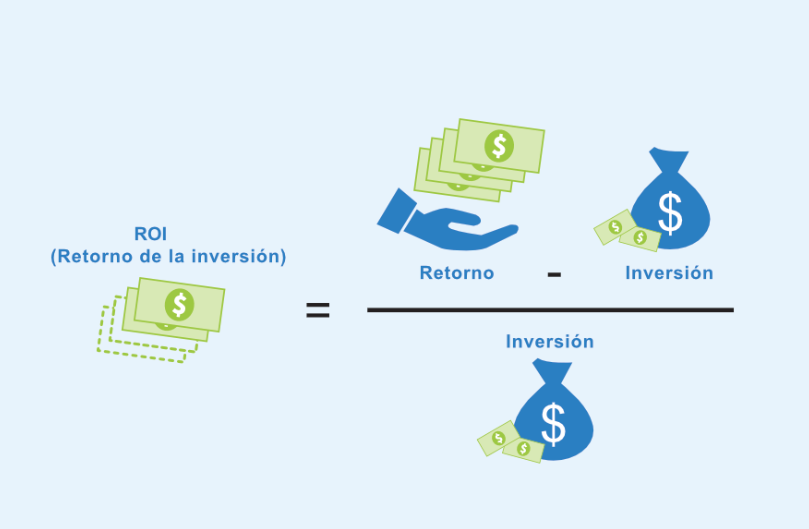 ROI
(Retorno de la inversión)
=
Retorno - Inversión
Inversión